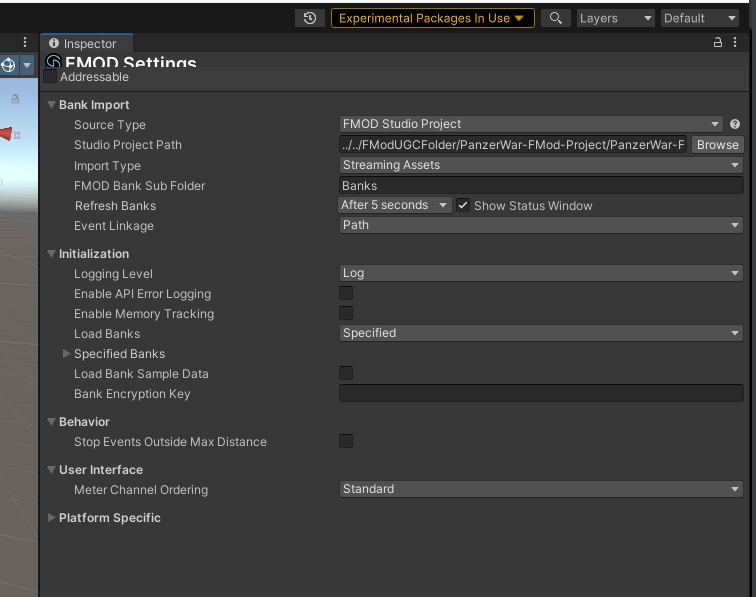 Experimental Packages In Use
Layers
Default
Inspector
FMOD Settings
Addressable
Bank Import
Source Type
FMOD Studio Project
Studio Project Path
../../FModUGCFolder/PanzerWar-FMod-Project/PanzerWar-F
Browse
Import Type
Streaming Assets
FMOD Bank Sub Folder
Banks
Refresh Banks
After 5 seconds
Show Status Window
Event Linkage
Path
Initialization
Logging Level
Log
Enable API Error Logging
Enable Memory Tracking
Load Banks
Specified
Specified Banks
Load Bank Sample Data
Bank Encryption Key
Behavior
Stop Events Outside Max Distance
User Interface
Meter Channel Ordering
Standard
Platform Specific